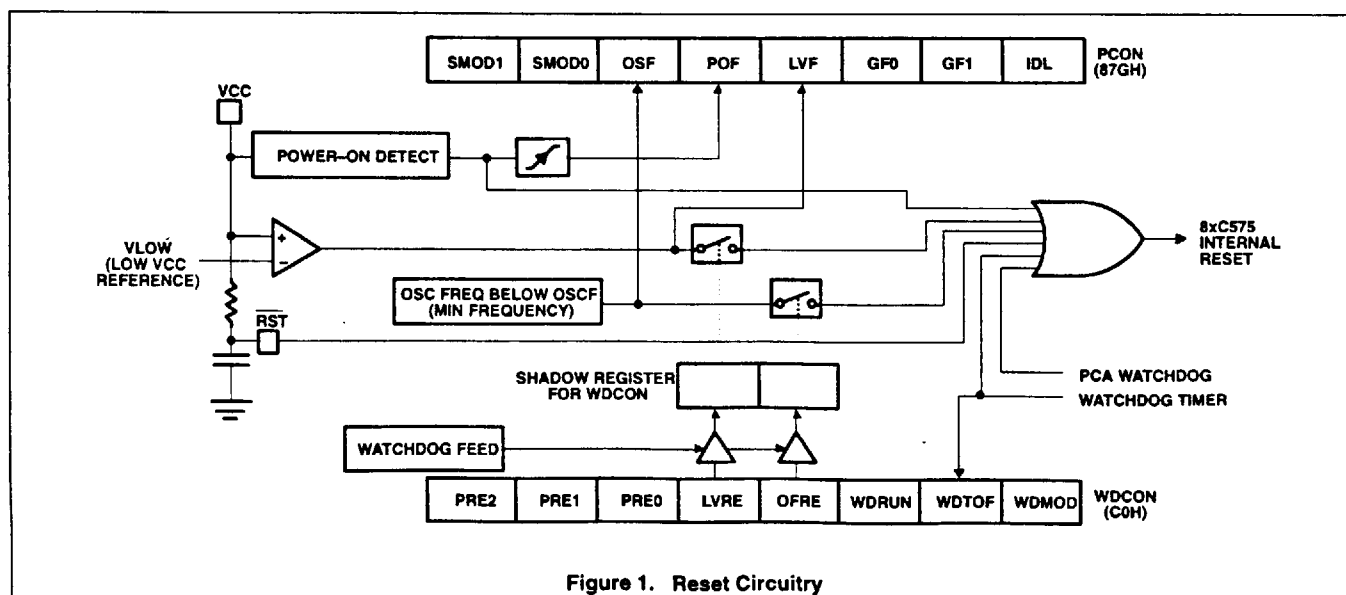 SMOD1 SMOD0 OSF POF LVF GF0 GF1 IDL
PCON
(87GH)
VCC
POWER–ON DETECT
+
–
VLOW
(LOW VCC
REFERENCE)
8xC575
INTERNAL
RESET
OSC FREQ BELOW OSCF
(MIN FREQUENCY)
RST
SHADOW REGISTER
FOR WDCON
PCA WATCHDOG
WATCHDOG TIMER
WATCHDOG FEED
PRE2 PRE1 PRE0 LVRE OFRE WDRUN WDTOF WDMOD
WDCON
(C0H)
Figure 1. Reset Circuitry